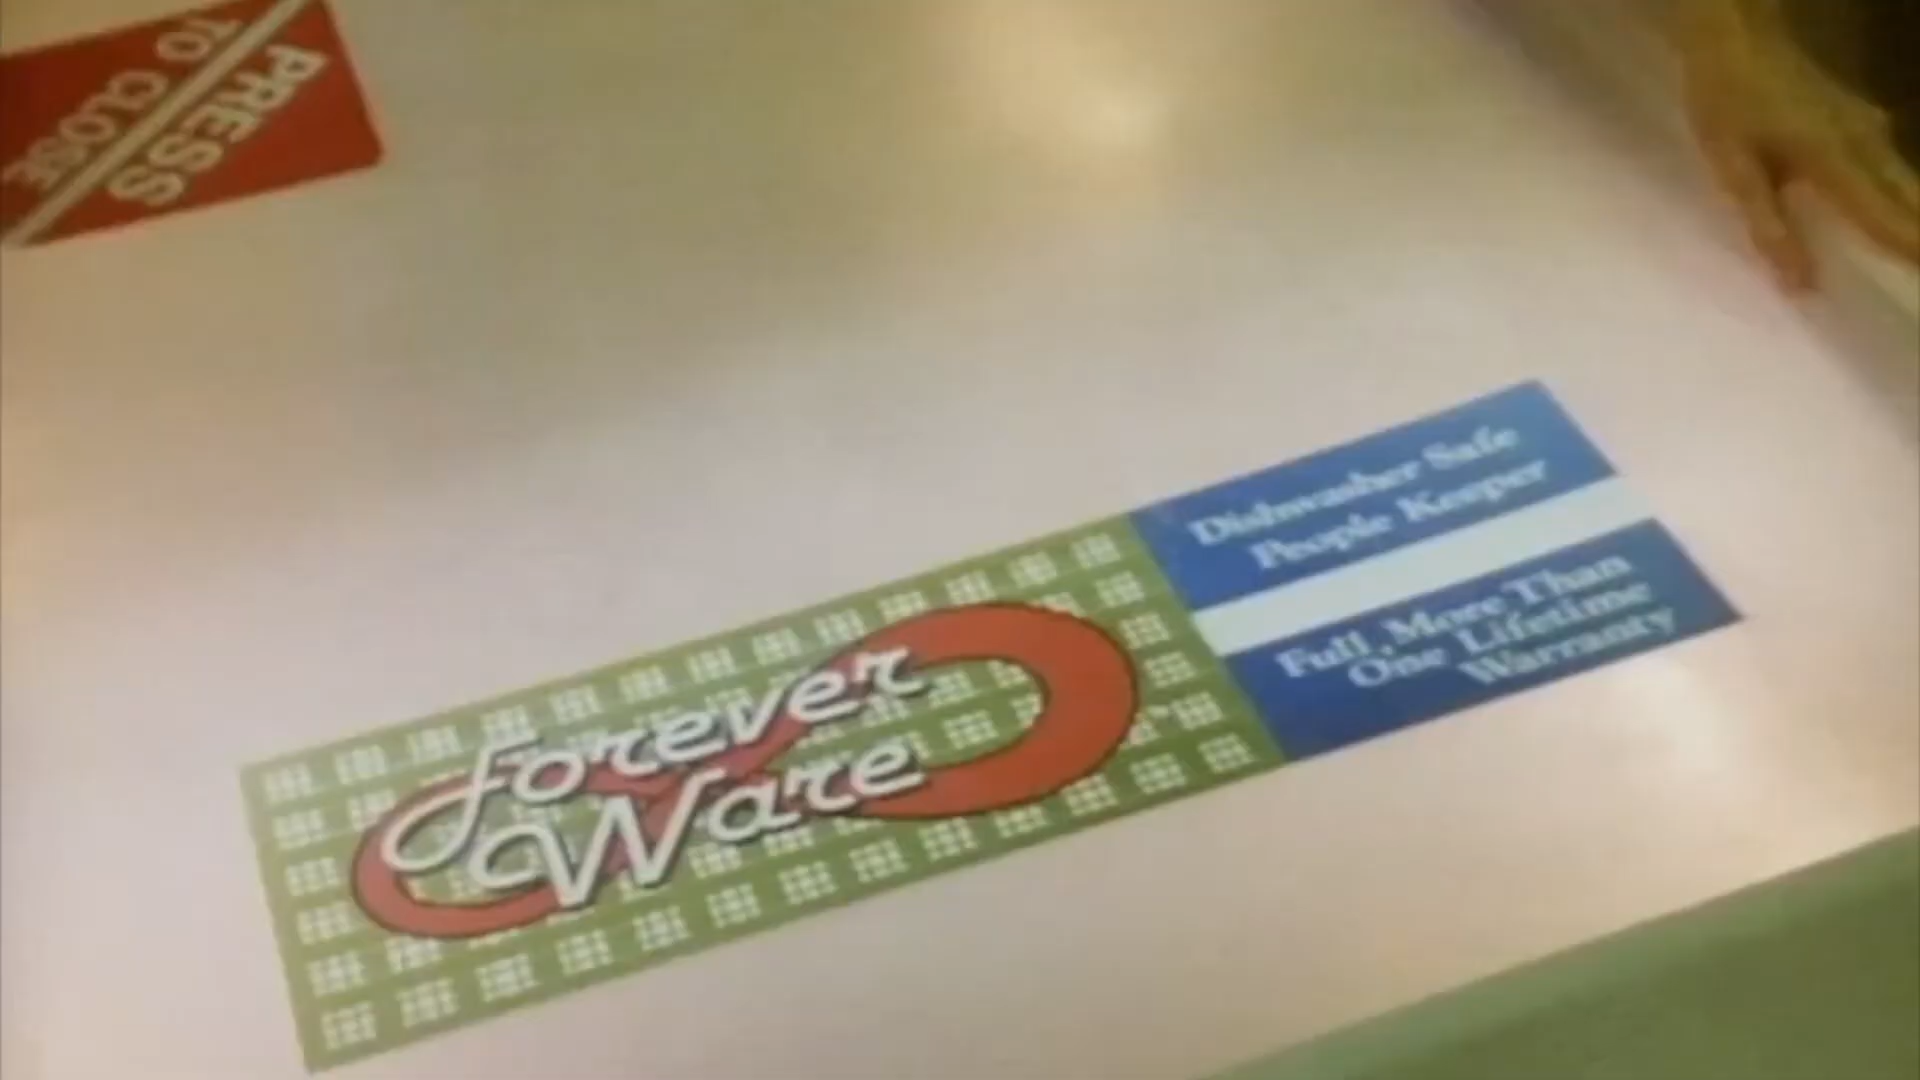 PRESS
TO CLOSE
Forever
Ware
Dishwasher Safe
People Keeper
Full, More Than
One Lifetime
Warranty